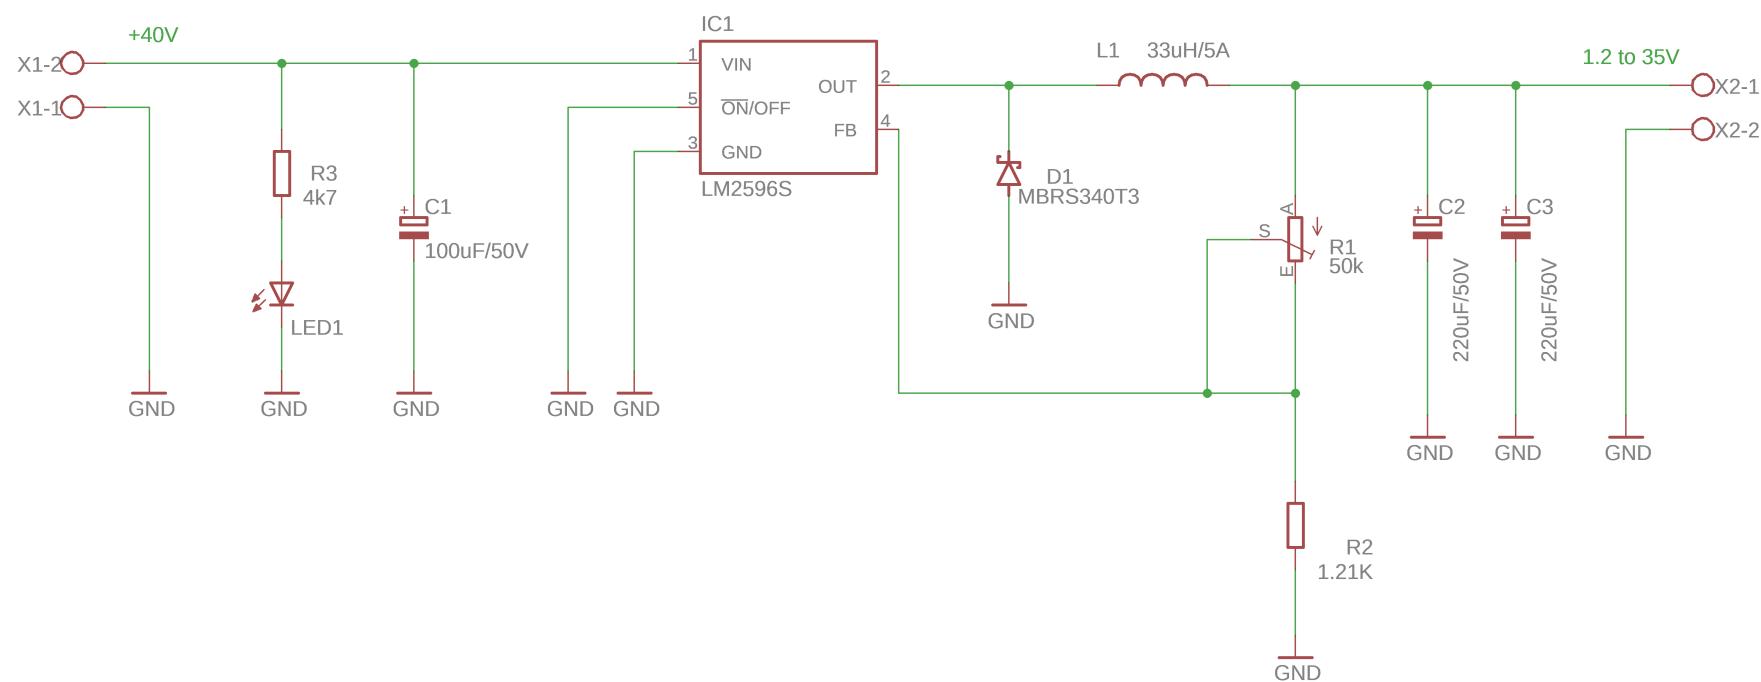 +40V
X1-2
X1-1
IC1
1
VIN
5
ON/OFF
3
GND
OUT
2
FB
4
LM2596S
L1
33uH/5A
1.2 to 35V
X2-1
X2-2
R3
4k7
+
C1
100uF/50V
LED1
D1
MBRS340T3
GND
A
S
E
R1
50k
+
C2
220uF/50V
+
C3
220uF/50V
GND
GND
GND
GND
GND
GND
GND
GND
R2
1.21K
GND